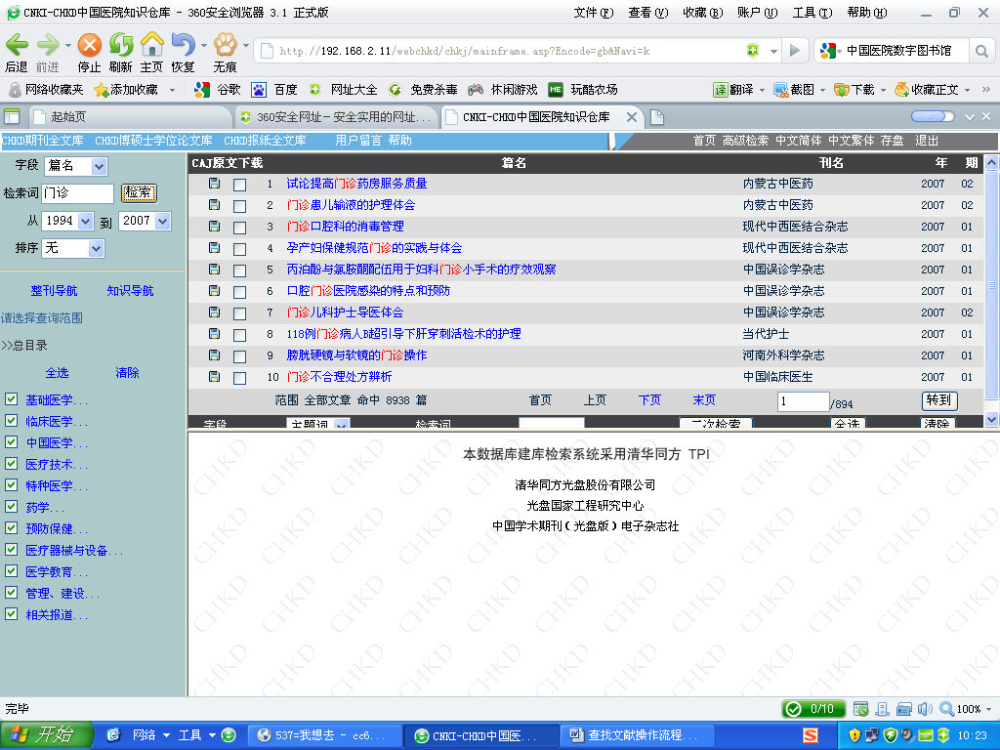 CNKI-CHKD中国医院知识仓库 - 360安全浏览器 3.1 正式版
文件(F) 查看(V) 收藏(B) 账户(U) 工具(T) 帮助(H)
后退 前进 停止 刷新 主页 恢复 无痕
http://192.168.2.11/webchkd/chkj/mainframe.asp?Encode=gb&Navi=k
中国医院数字图书馆
网络收藏夹 添加收藏 谷歌 百度 网址大全 免费杀毒 休闲游戏 ME 玩酷农场 译 翻译 截图 下载 收藏正文 »
起始页 360安全网址－安全实用的网址... CNKI-CHKD中国医院知识仓库
CHKD期刊全文库 CHKD博硕士学位论文库 CHKD报纸全文库 用户留言 帮助 首页 高级检索 中文简体 中文繁体 存盘 退出
字段 篇名
检索词 门诊 检索
从 1994 到 2007
排序 无
整刊导航 知识导航
请选择查询范围
>>总目录
全选 清除
基础医学...
临床医学...
中国医学...
医疗技术...
特种医学...
药学...
预防保健...
医疗器械与设备...
医学教育...
管理、建设...
相关报道...
CAJ原文下载 篇名 刊名 年 期
1 试论提高门诊药房服务质量 内蒙古中医药 2007 02
2 门诊患儿输液的护理体会 内蒙古中医药 2007 02
3 门诊口腔科的消毒管理 现代中西医结合杂志 2007 01
4 孕产妇保健规范门诊的实践与体会 现代中西医结合杂志 2007 01
5 丙泊酚与氯胺酮配伍用于妇科门诊小手术的疗效观察 中国误诊学杂志 2007 01
6 口腔门诊医院感染的特点和预防 中国误诊学杂志 2007 01
7 门诊儿科护士导医体会 中国误诊学杂志 2007 02
8 118例门诊病人B超引导下肝穿刺活检术的护理 当代护士 2007 01
9 膀胱硬镜与软镜的门诊操作 河南外科学杂志 2007 01
10 门诊不合理处方辨析 中国临床医生 2007 01
范围 全部文章 命中 8938 篇 首页 上页 下页 末页 1 /894 转到
字段 主题词 检索词 二次检索 全选 清除
本数据库建库检索系统采用清华同方 TPI
清华同方光盘股份有限公司
光盘国家工程研究中心
中国学术期刊(光盘版)电子杂志社
完毕 0/10 100%
开始 网络 工具 537=我想去 - cc6... CNKI-CHKD中国医... 查找文献操作流程... S 10:23